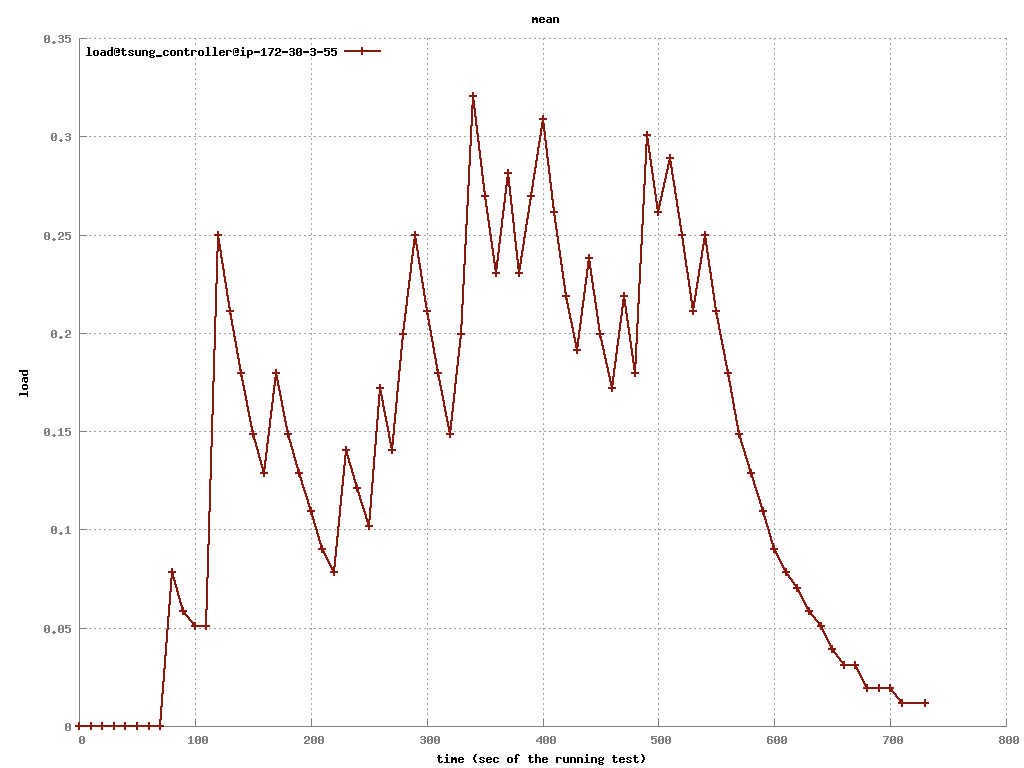 mean
0.35
load@tsung_controller@ip-172-30-3-55
0.3
0.25
0.2
0.15
0.1
0.05
0
load
0 100 200 300 400 500 600 700 800
time (sec of the running test)